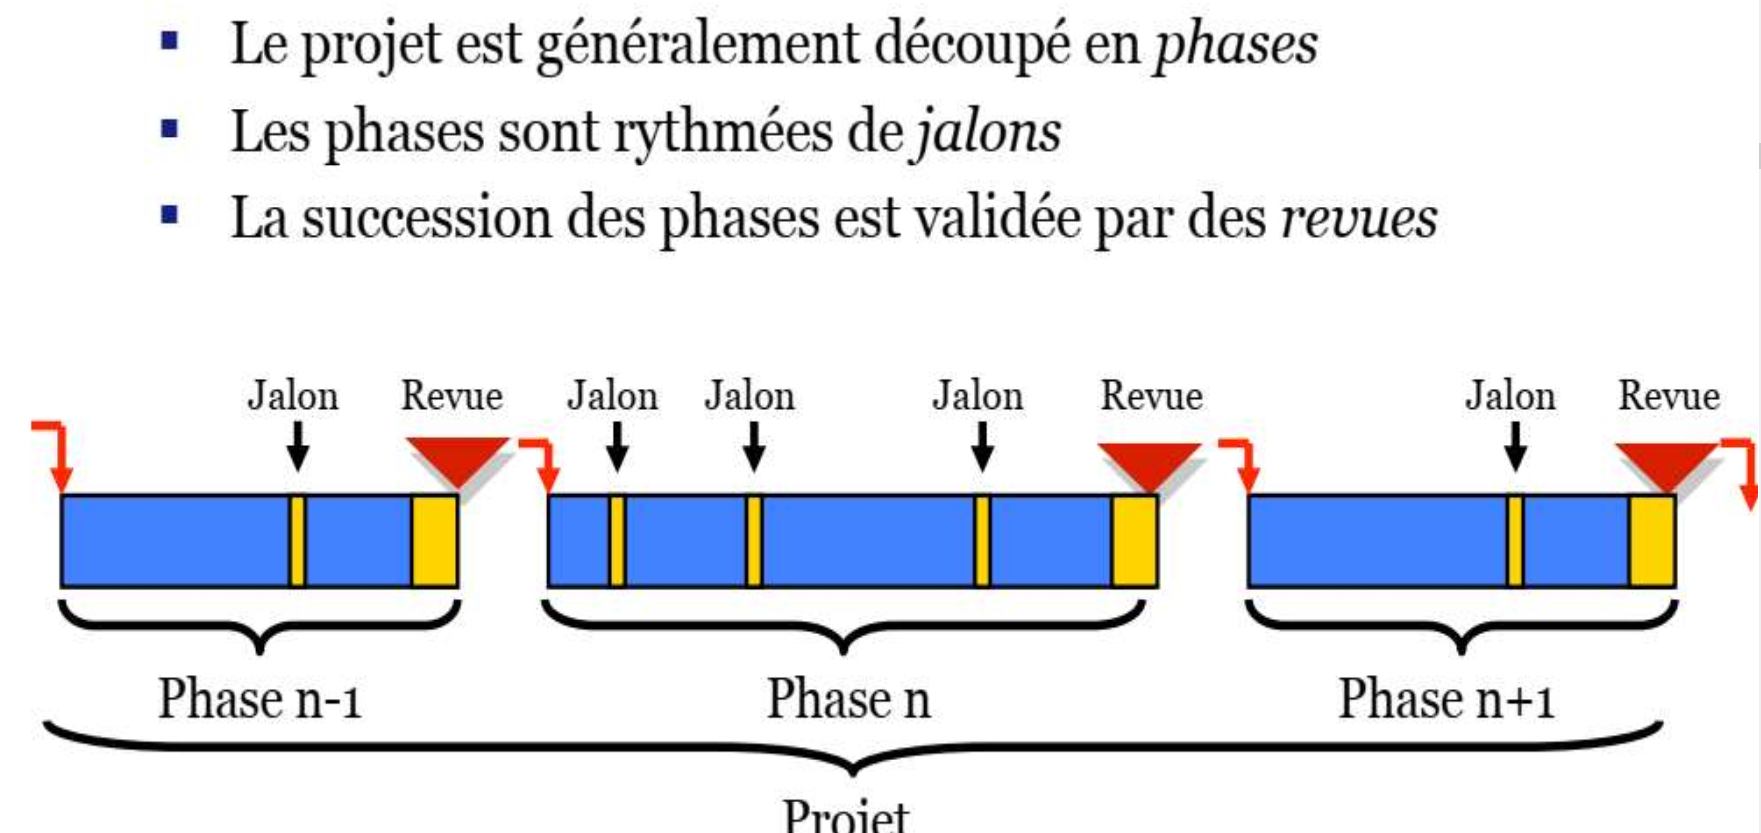 Le projet est généralement découpé en phases
Les phases sont rythmées de jalons
La succession des phases est validée par des revues
Jalon Revue Jalon Jalon Jalon Revue Jalon Revue
Phase n-1 Phase n Phase n+1
Projet